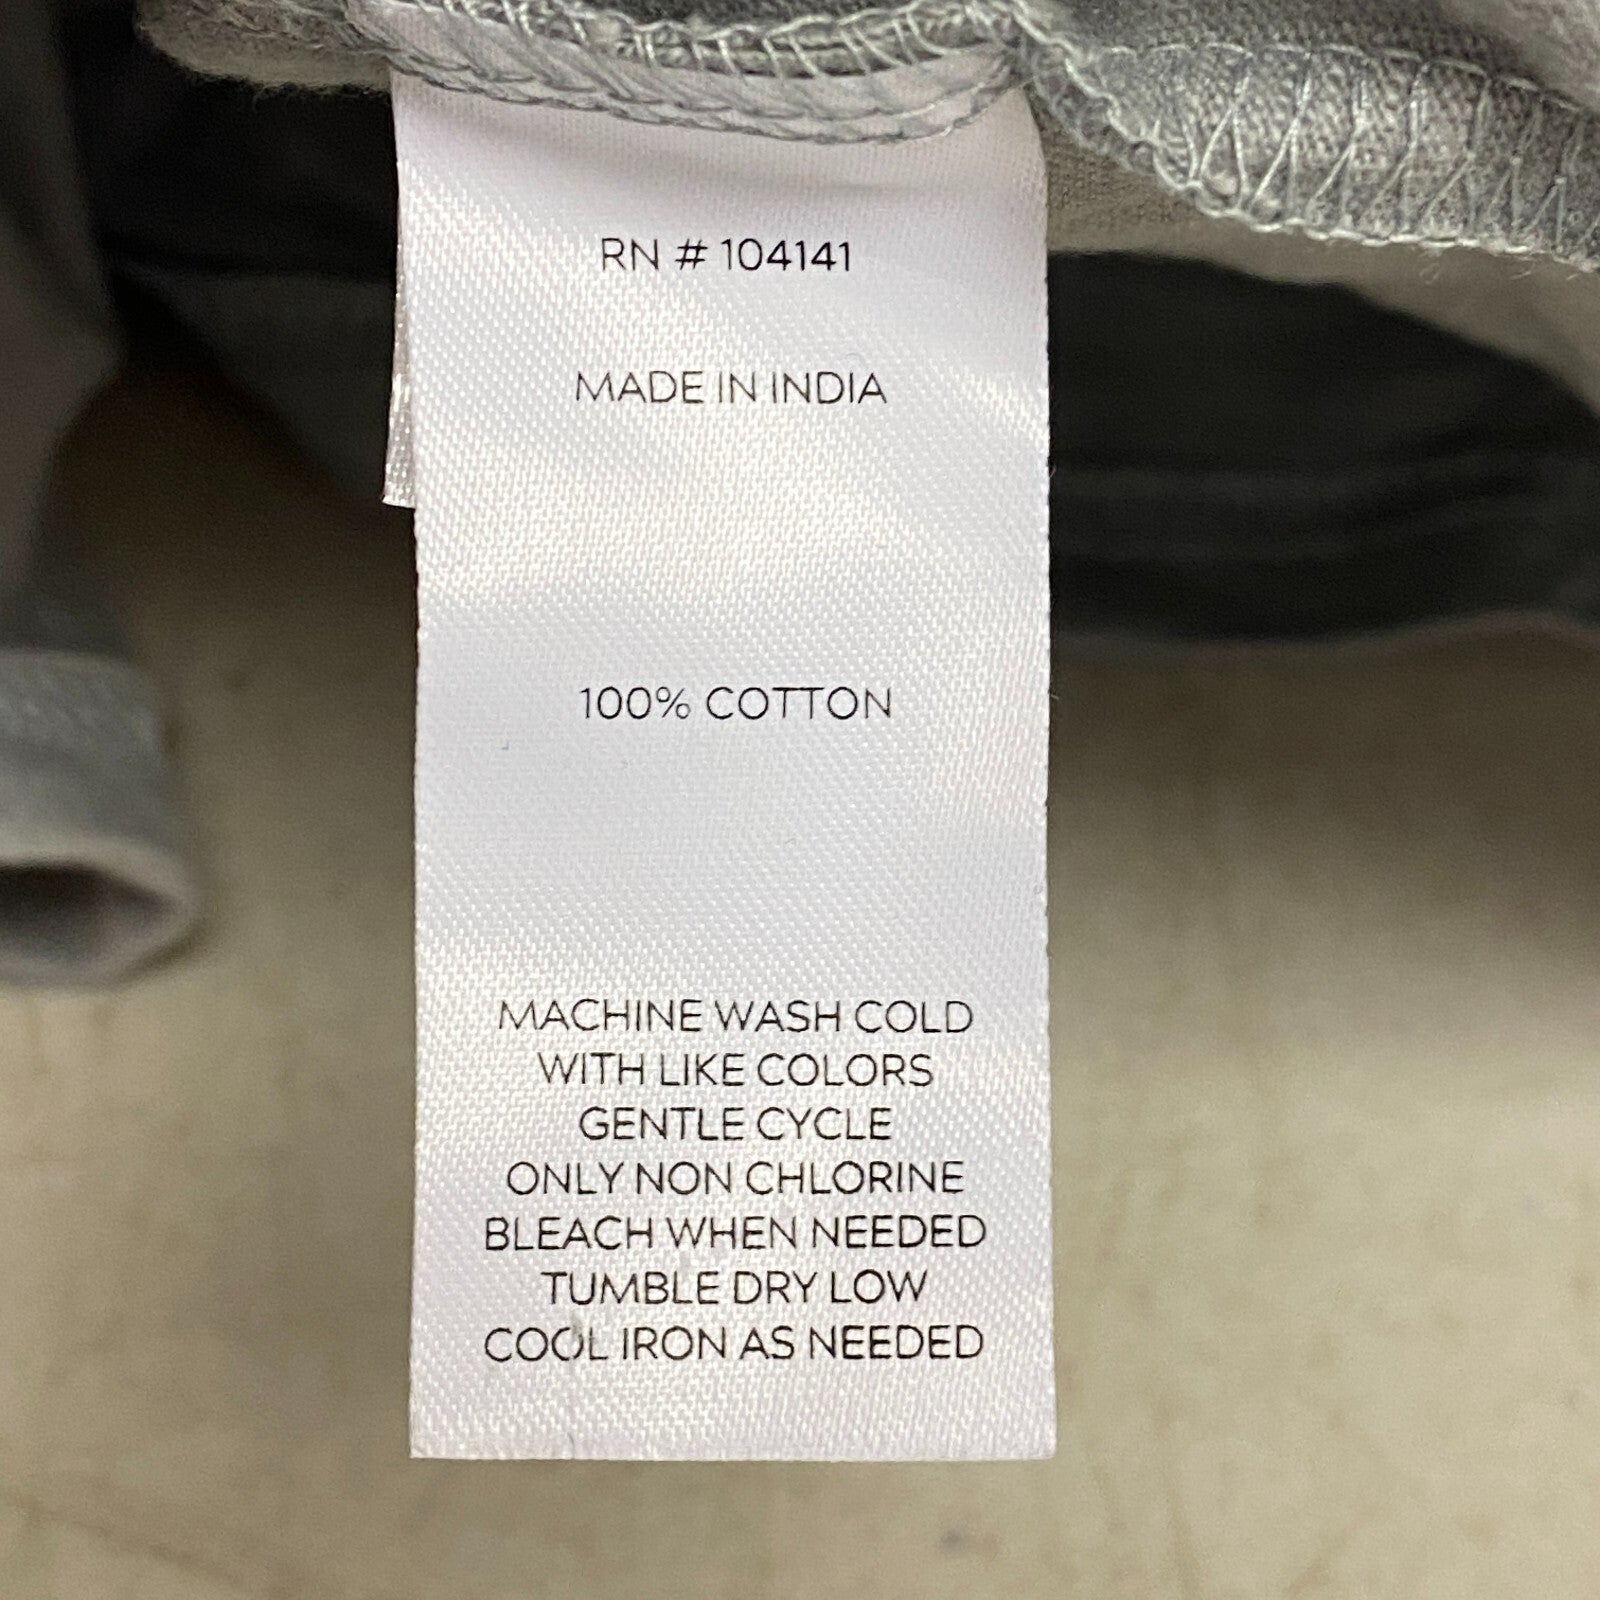 RN # 104141
MADE IN INDIA
100% COTTON
MACHINE WASH COLD
WITH LIKE COLORS
GENTLE CYCLE
ONLY NON CHLORINE
BLEACH WHEN NEEDED
TUMBLE DRY LOW
COOL IRON AS NEEDED